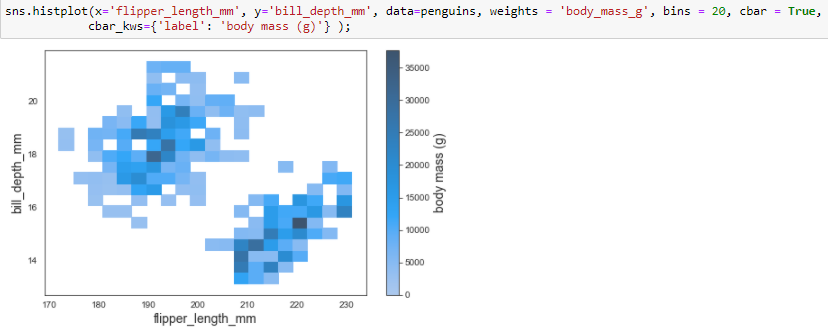 sns.histplot(x='flipper_length_mm', y='bill_depth_mm', data=penguins, weights = 'body_mass_g', bins = 20, cbar = True,
cbar_kws={'label': 'body mass (g)'} );
35000
30000
25000
20000
15000
10000
5000
0
body mass (g)
20
18
16
14
bill_depth_mm
170 180 190 200 210 220 230
flipper_length_mm